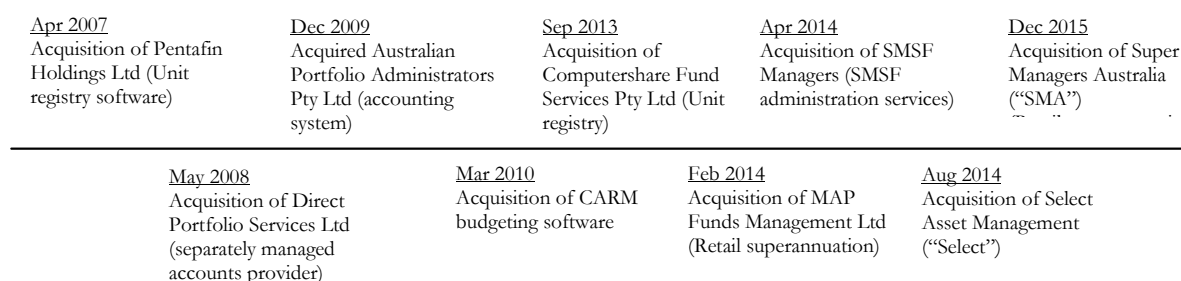 Apr 2007
Acquisition of Pentafin
Holdings Ltd (Unit
registry software)
Dec 2009
Acquired Australian
Portfolio Administrators
Pty Ltd (accounting
system)
Sep 2013
Acquisition of
Computershare Fund
Services Pty Ltd (Unit
registry)
Apr 2014
Acquisition of SMSF
Managers (SMSF
administration services)
Dec 2015
Acquisition of Super
Managers Australia
(“SMA”)
May 2008
Acquisition of Direct
Portfolio Services Ltd
(separately managed
accounts provider)
Mar 2010
Acquisition of CARM
budgeting software
Feb 2014
Acquisition of MAP
Funds Management Ltd
(Retail superannuation)
Aug 2014
Acquisition of Select
Asset Management
(“Select”)